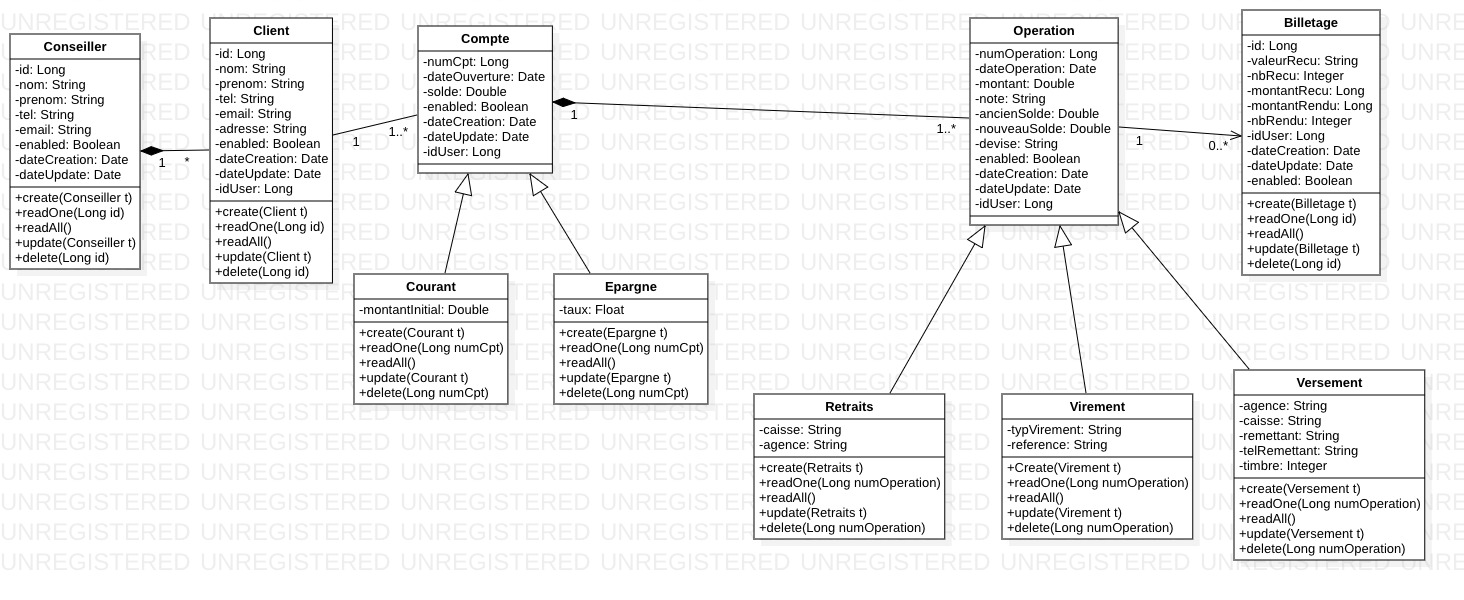 Conseiller
-id: Long
-nom: String
-prenom: String
-tel: String
-email: String
-enabled: Boolean
-dateCreation: Date
-dateUpdate: Date
+create(Conseiller t)
+readOne(Long id)
+readAll()
+update(Conseiller t)
+delete(Long id)
1
*
Client
-id: Long
-nom: String
-prenom: String
-tel: String
-email: String
-adresse: String
-enabled: Boolean
-dateCreation: Date
-dateUpdate: Date
-idUser: Long
+create(Client t)
+readOne(Long id)
+readAll()
+update(Client t)
+delete(Long id)
1
1..*
Compte
-numCpt: Long
-dateOuverture: Date
-solde: Double
-enabled: Boolean
-dateCreation: Date
-dateUpdate: Date
-idUser: Long
1
1..*
Operation
-numOperation: Long
-dateOperation: Date
-montant: Double
-note: String
-ancienSolde: Double
-nouveauSolde: Double
-devise: String
-enabled: Boolean
-dateCreation: Date
-dateUpdate: Date
-idUser: Long
1
0..*
Billetage
-id: Long
-valeurRecu: String
-nbRecu: Integer
-montantRecu: Long
-montantRendu: Long
-nbRendu: Integer
-idUser: Long
-dateCreation: Date
-dateUpdate: Date
-enabled: Boolean
+create(Billetage t)
+readOne(Long id)
+readAll()
+update(Billetage t)
+delete(Long id)
Courant
-montantInitial: Double
+create(Courant t)
+readOne(Long numCpt)
+readAll()
+update(Courant t)
+delete(Long numCpt)
Epargne
-taux: Float
+create(Epargne t)
+readOne(Long numCpt)
+readAll()
+update(Epargne t)
+delete(Long numCpt)
Retraits
-caisse: String
-agence: String
+create(Retraits t)
+readOne(Long numOperation)
+readAll()
+update(Retraits t)
+delete(Long numOperation)
Virement
-typVirement: String
-reference: String
+Create(Virement t)
+readOne(Long numOperation)
+readAll()
+update(Virement t)
+delete(Long numOperation)
Versement
-agence: String
-caisse: String
-remettant: String
-telRemettant: String
-timbre: Integer
+create(Versement t)
+readOne(Long numOperation)
+readAll()
+update(Versement t)
+delete(Long numOperation)
UNREGISTERED